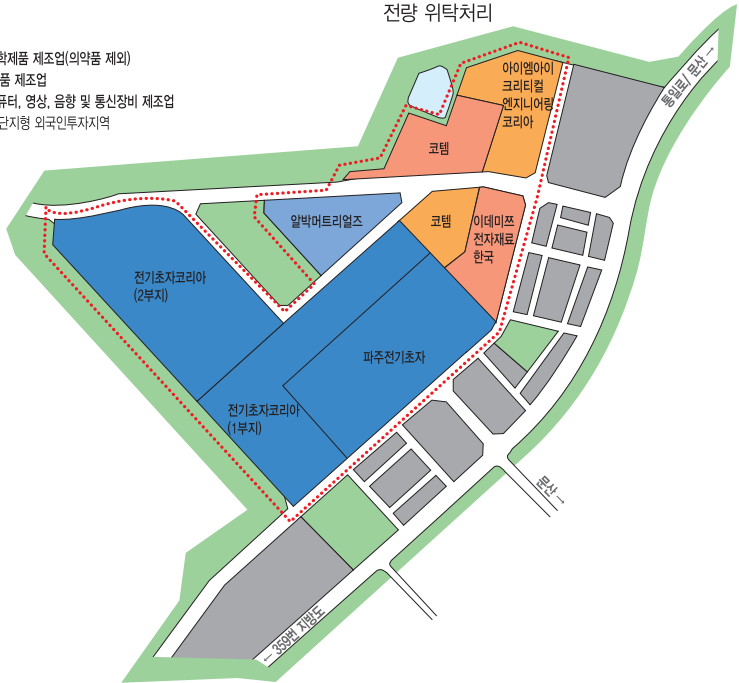 전량 위탁처리
학제품 제조업(의약품 제외)
품 제조업
퓨터, 영상, 음향 및 통신장비 제조업
단지형 외국인투자지역
아이엠아이
크리티컬
엔지니어링
코리아
통일로/ 문산 →
코템
알박머트리얼즈
코템
이데미쯔
전자재료
한국
전기초자코리아
(2부지)
파주전기초자
전기초자코리아
(1부지)
문산 →
← 359번 지방도